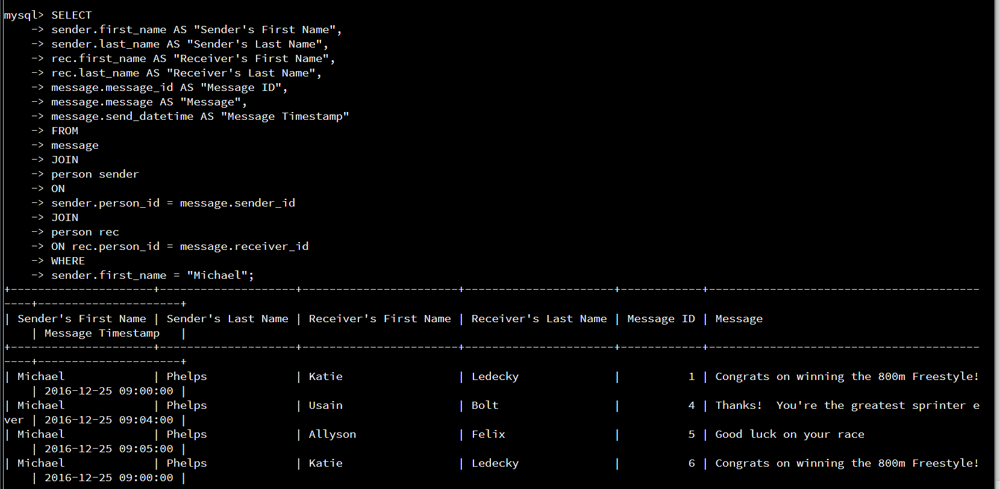 mysql> SELECT
    -> sender.first_name AS "Sender's First Name",
    -> sender.last_name AS "Sender's Last Name",
    -> rec.first_name AS "Receiver's First Name",
    -> rec.last_name AS "Receiver's Last Name",
    -> message.message_id AS "Message ID",
    -> message.message AS "Message",
    -> message.send_datetime AS "Message Timestamp"
    -> FROM
    -> message
    -> JOIN
    -> person sender
    -> ON
    -> sender.person_id = message.sender_id
    -> JOIN
    -> person rec
    -> ON rec.person_id = message.receiver_id
    -> WHERE
    -> sender.first_name = "Michael";
+---------------------+--------------------+-----------------------+----------------------+------------+----------------------------------------
----+---------------------+
| Sender's First Name | Sender's Last Name | Receiver's First Name | Receiver's Last Name | Message ID | Message
    | Message Timestamp   |
+---------------------+--------------------+-----------------------+----------------------+------------+----------------------------------------
----+---------------------+
| Michael             | Phelps             | Katie                 | Ledecky              |          1 | Congrats on winning the 800m Freestyle!
    | 2016-12-25 09:00:00 |
| Michael             | Phelps             | Usain                 | Bolt                 |          4 | Thanks!  You're the greatest sprinter e
ver | 2016-12-25 09:04:00 |
| Michael             | Phelps             | Allyson               | Felix                |          5 | Good luck on your race
    | 2016-12-25 09:05:00 |
| Michael             | Phelps             | Katie                 | Ledecky              |          6 | Congrats on winning the 800m Freestyle!
    | 2016-12-25 09:00:00 |